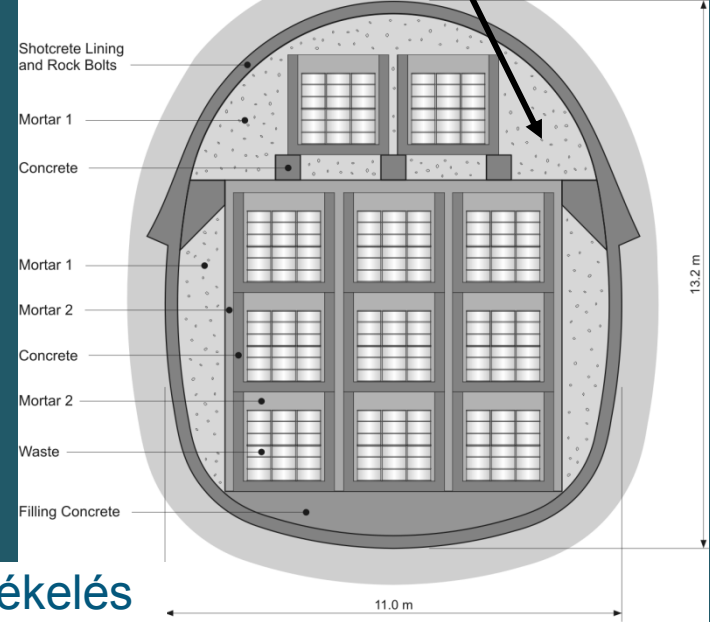 Shotcrete Lining
and Rock Bolts
Mortar 1
Concrete
Mortar 1
Mortar 2
Concrete
Mortar 2
Waste
Filling Concrete
13.2 m
11.0 m